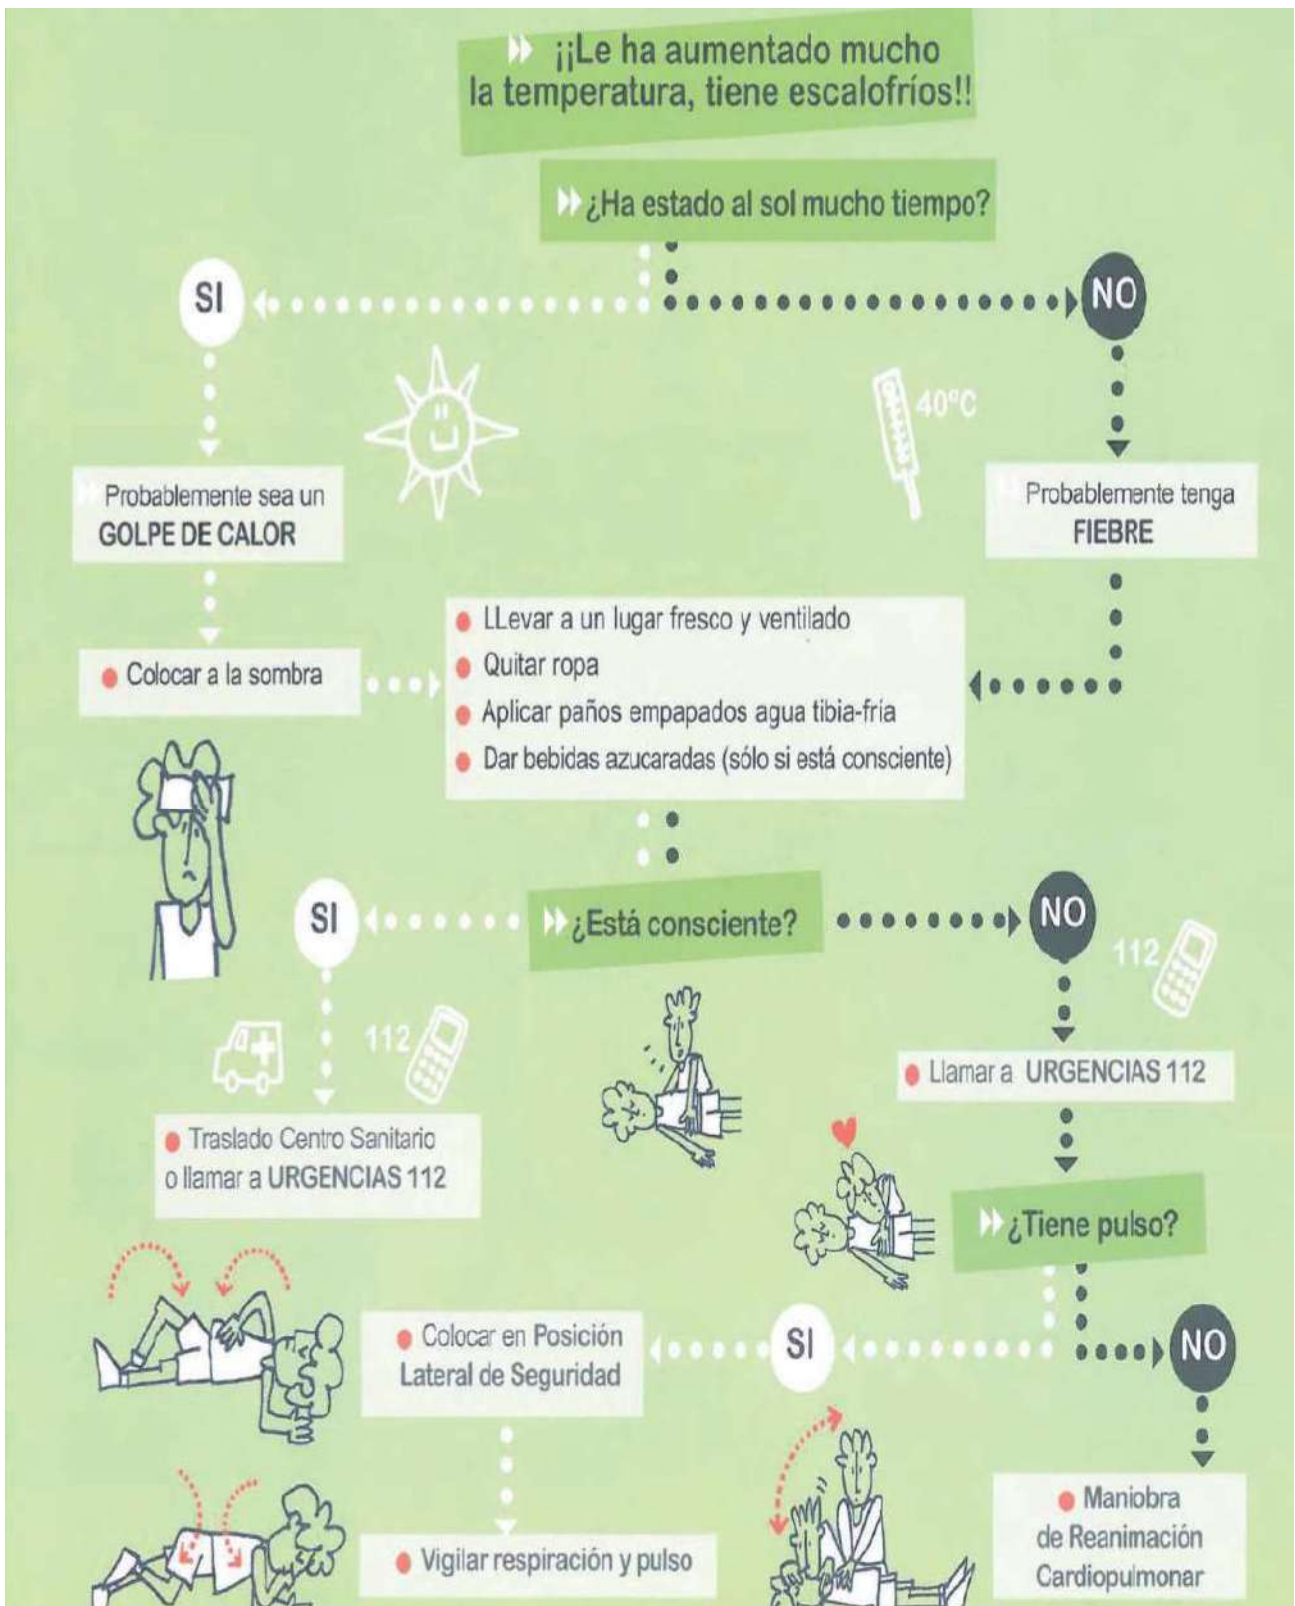 ¡¡Le ha aumentado mucho
la temperatura, tiene escalofríos!!
¿Ha estado al sol mucho tiempo?
SI
NO
40ºC
Probablemente sea un
GOLPE DE CALOR
Probablemente tenga
FIEBRE
Colocar a la sombra
LLevar a un lugar fresco y ventilado
Quitar ropa
Aplicar paños empapados agua tibia-fría
Dar bebidas azucaradas (sólo si está consciente)
SI
¿Está consciente?
NO
112
112
Llamar a URGENCIAS 112
Traslado Centro Sanitario
o llamar a URGENCIAS 112
¿Tiene pulso?
Colocar en Posición
Lateral de Seguridad
SI
NO
Maniobra
de Reanimación
Cardiopulmonar
Vigilar respiración y pulso